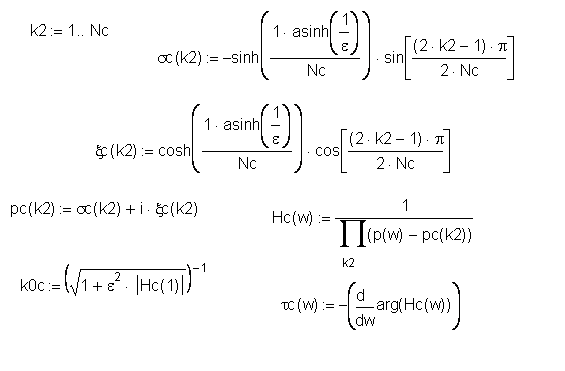 k2 := 1.. Nc
σc(k2) := −sinh(1 · asinh(1/ε)/Nc) · sin[(2 · k2 − 1) · π/2 · Nc]
ξc(k2) := cosh(1 · asinh(1/ε)/Nc) · cos[(2 · k2 − 1) · π/2 · Nc]
pc(k2) := σc(k2) + i · ξc(k2)
Hc(w) := 1/∏k2 (p(w) − pc(k2))
k0c := (√1 + ε² · |Hc(1)|)⁻¹
τc(w) := −(d/dw arg(Hc(w)))